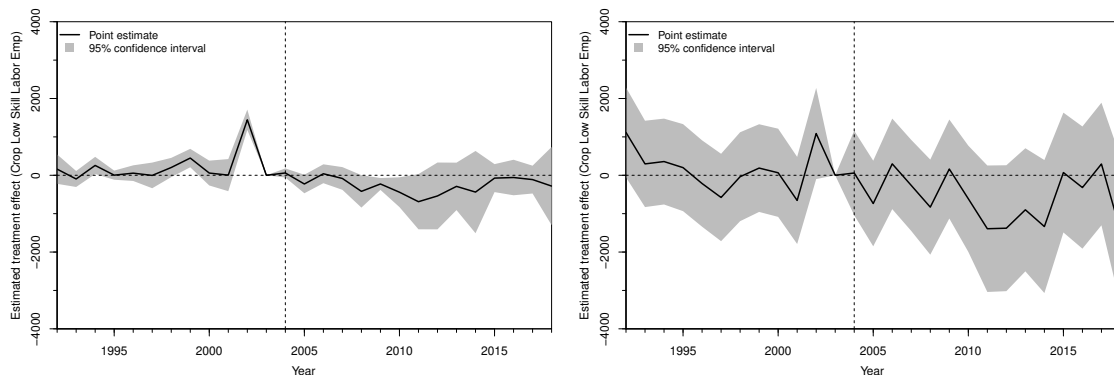 Point estimate
95% confidence interval
Estimated treatment effect (Crop Low Skill Labor Emp)
4000
2000
0
−2000
−4000
1995
2000
2005
2010
2015
Year
Point estimate
95% confidence interval
Estimated treatment effect (Crop Low Skill Labor Emp)
4000
2000
0
−2000
−4000
1995
2000
2005
2010
2015
Year